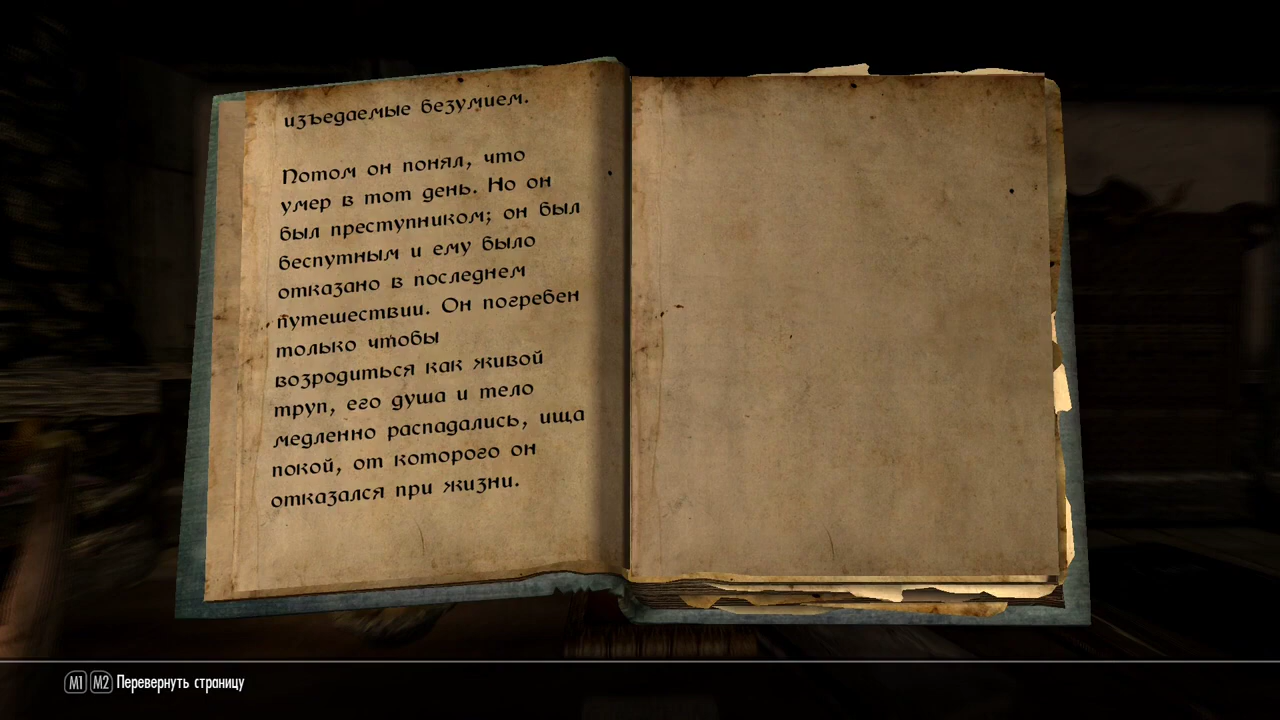 изъедаемые безумием.
Потом он понял, что
умер в тот день. Но он
был преступником; он был
беспутным и ему было
отказано в последнем
путешествии. Он погребен
только чтобы
возродиться как живой
труп, его душа и тело
медленно распадались, ища
покой, от которого он
отказался при жизни.
M1 M2 Перевернуть страницу